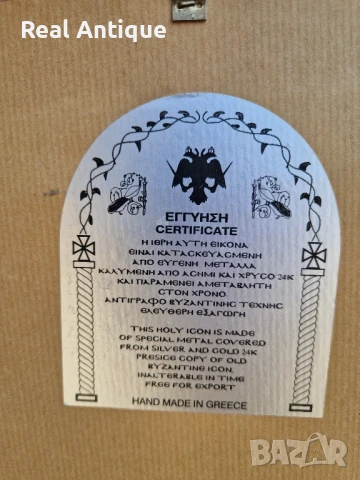 Real Antique
ΕΓΓΥΗΣΗ
CERTIFICATE
Η ΙΕΡΗ ΑΥΤΗ ΕΙΚΟΝΑ
ΕΙΝΑΙ ΚΑΤΑΣΚΕΥΑΣΜΕΝΗ
ΑΠΟ ΕΥΓΕΝΗ ΜΕΤΑΛΛΑ
ΚΑΛΥΜΕΝΗ ΑΠΟ ΑΣΗΜΙ ΚΑΙ ΧΡΥΣΟ 24Κ
ΚΑΙ ΠΑΡΑΜΕΝΕΙ ΑΜΕΤΑΒΛΗΤΗ
ΣΤΟΝ ΧΡΟΝΟ
ΑΝΤΙΓΡΑΦΟ ΒΥΖΑΝΤΙΝΗΣ ΤΕΧΝΗΣ
ΕΛΕΥΘΕΡΗ ΕΞΑΓΩΓΗ
THIS HOLY ICON IS MADE
OF SPECIAL METAL COVERED
FROM SILVER AND GOLD 24K
PRESICE COPY OF OLD
BYZANTINE ICON.
INALTERABLE IN TIME
FREE FOR EXPORT
HAND MADE IN GREECE
BAZAR